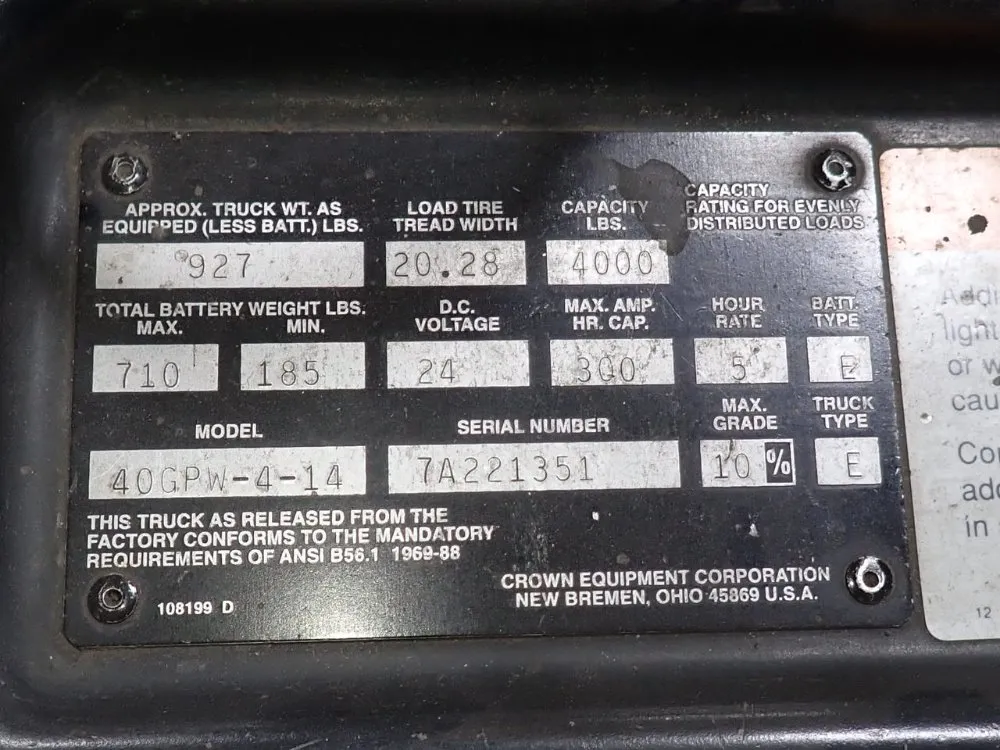 APPROX. TRUCK WT. AS
EQUIPPED (LESS BATT.) LBS.
927
LOAD TIRE
TREAD WIDTH
20.28
CAPACITY
LBS.
4000
CAPACITY
RATING FOR EVENLY
DISTRIBUTED LOADS
TOTAL BATTERY WEIGHT LBS.
MAX. MIN.
710 185
D.C.
VOLTAGE
24
MAX. AMP.
HR. CAP.
300
HOUR
RATE
5
BATT.
TYPE
E
MODEL
40GPW-4-14
SERIAL NUMBER
7A221351
MAX.
GRADE
10 %
TRUCK
TYPE
E
THIS TRUCK AS RELEASED FROM THE
FACTORY CONFORMS TO THE MANDATORY
REQUIREMENTS OF ANSI B56.1 1969-88
108199 D
CROWN EQUIPMENT CORPORATION
NEW BREMEN, OHIO 45869 U.S.A.
or
in
12